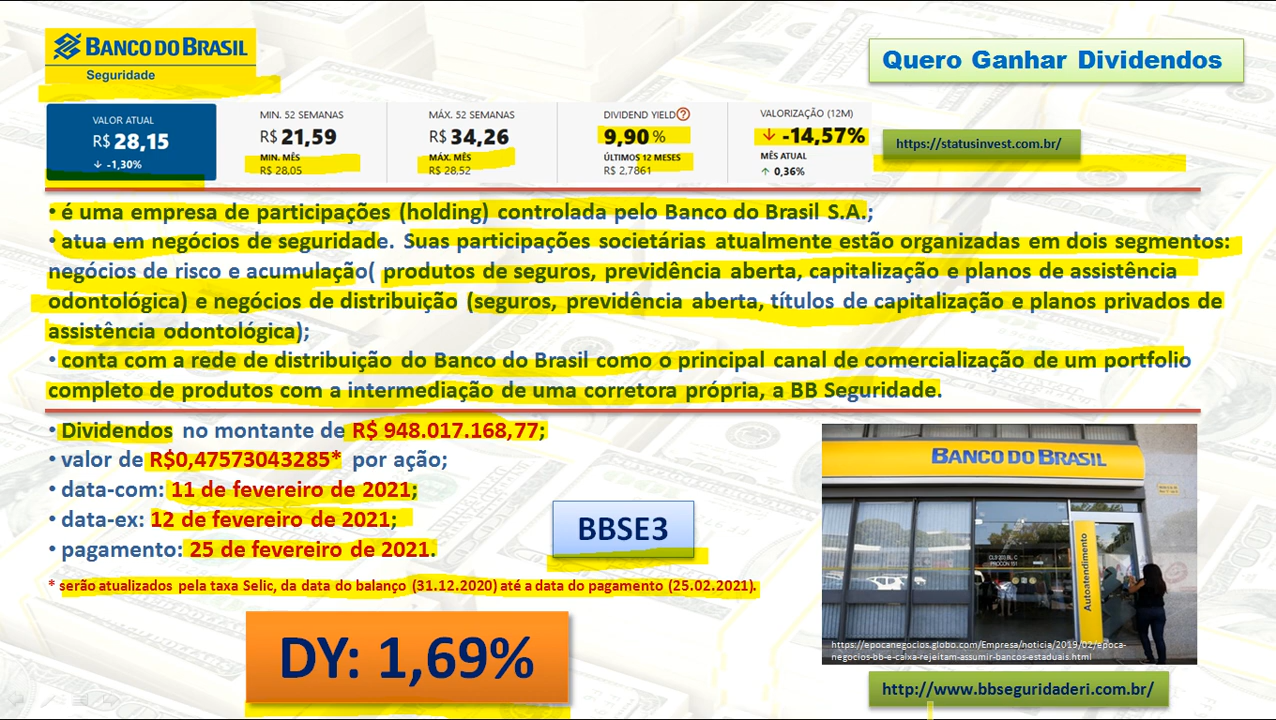 BANCO DO BRASIL
Seguridade
Quero Ganhar Dividendos
VALOR ATUAL
R$ 28,15
↓ -1,30%
MIN. 52 SEMANAS
R$ 21,59
MIN. MÊS
R$ 28,05
MÁX. 52 SEMANAS
R$ 34,26
MÁX. MÊS
R$ 28,52
DIVIDEND YIELD ?
9,90 %
ÚLTIMOS 12 MESES
R$ 2,7861
VALORIZAÇÃO (12M)
↓ -14,57%
MÊS ATUAL
↑ 0,36%
https://statusinvest.com.br/
• é uma empresa de participações (holding) controlada pelo Banco do Brasil S.A.;
• atua em negócios de seguridade. Suas participações societárias atualmente estão organizadas em dois segmentos:
negócios de risco e acumulação( produtos de seguros, previdência aberta, capitalização e planos de assistência
odontológica) e negócios de distribuição (seguros, previdência aberta, títulos de capitalização e planos privados de
assistência odontológica);
• conta com a rede de distribuição do Banco do Brasil como o principal canal de comercialização de um portfolio
completo de produtos com a intermediação de uma corretora própria, a BB Seguridade.
• Dividendos no montante de R$ 948.017.168,77;
• valor de R$0,47573043285* por ação;
• data-com: 11 de fevereiro de 2021;
• data-ex: 12 de fevereiro de 2021;
• pagamento: 25 de fevereiro de 2021.
* serão atualizados pela taxa Selic, da data do balanço (31.12.2020) até a data do pagamento (25.02.2021).
BBSE3
DY: 1,69%
BANCO DO BRASIL
Autoatendimento
https://epocanegocios.globo.com/Empresa/noticia/2019/02/epoca-
negocios-bb-e-caixa-rejeitam-assumir-bancos-estaduais.html
http://www.bbseguridaderi.com.br/